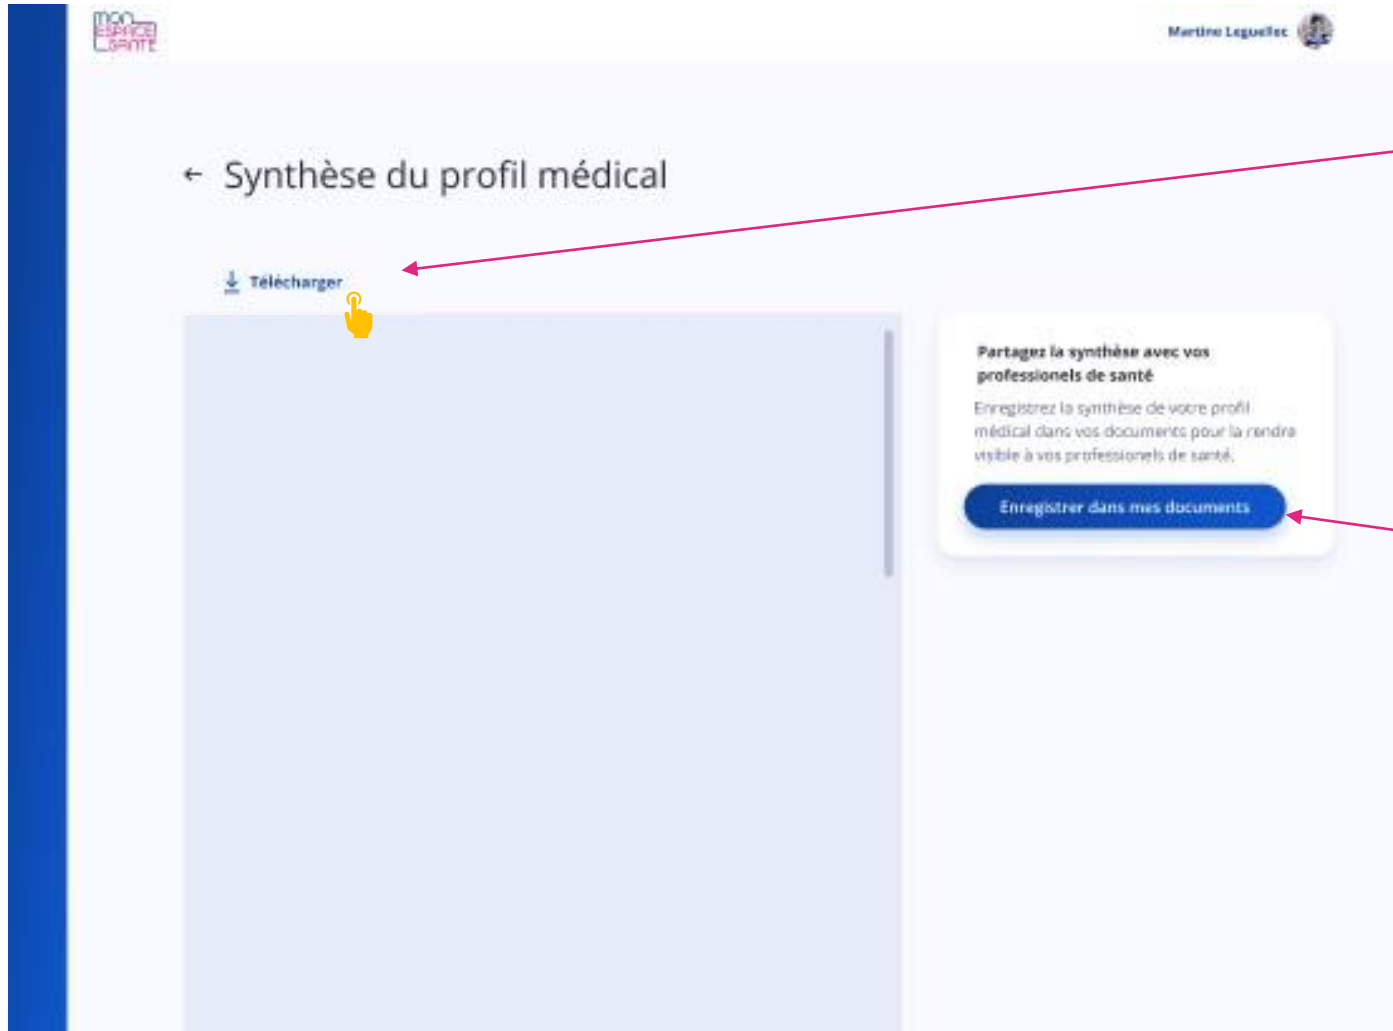 mon
ESPACE
SANTÉ
Martine Leguellec
← Synthèse du profil médical
Télécharger
Partagez la synthèse avec vos
professionels de santé
Enregistrez la synthèse de votre profil
médical dans vos documents pour la rendre
visible à vos professionels de santé.
Enregistrer dans mes documents